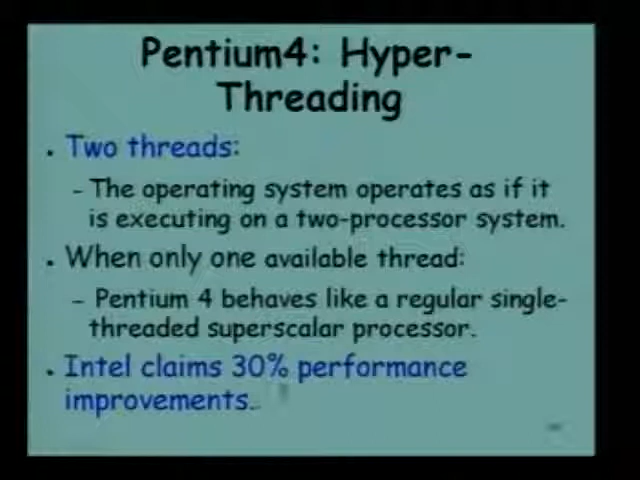 Pentium4: Hyper-
Threading
. Two threads:
- The operating system operates as if it
is executing on a two-processor system.
. When only one available thread:
- Pentium 4 behaves like a regular single-
threaded superscalar processor.
. Intel claims 30% performance
improvements.